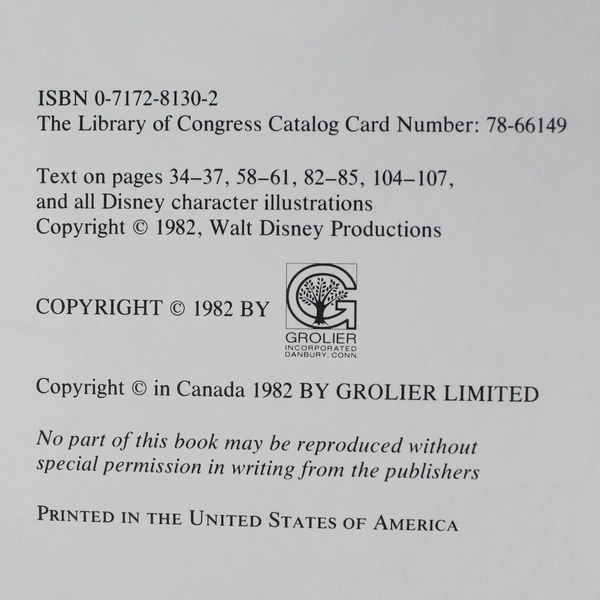 ISBN 0-7172-8130-2
The Library of Congress Catalog Card Number: 78-66149
Text on pages 34–37, 58–61, 82–85, 104–107,
and all Disney character illustrations
Copyright © 1982, Walt Disney Productions
COPYRIGHT © 1982 BY
G
GROLIER
INCORPORATED
DANBURY, CONN.
Copyright © in Canada 1982 BY GROLIER LIMITED
No part of this book may be reproduced without
special permission in writing from the publishers
PRINTED IN THE UNITED STATES OF AMERICA